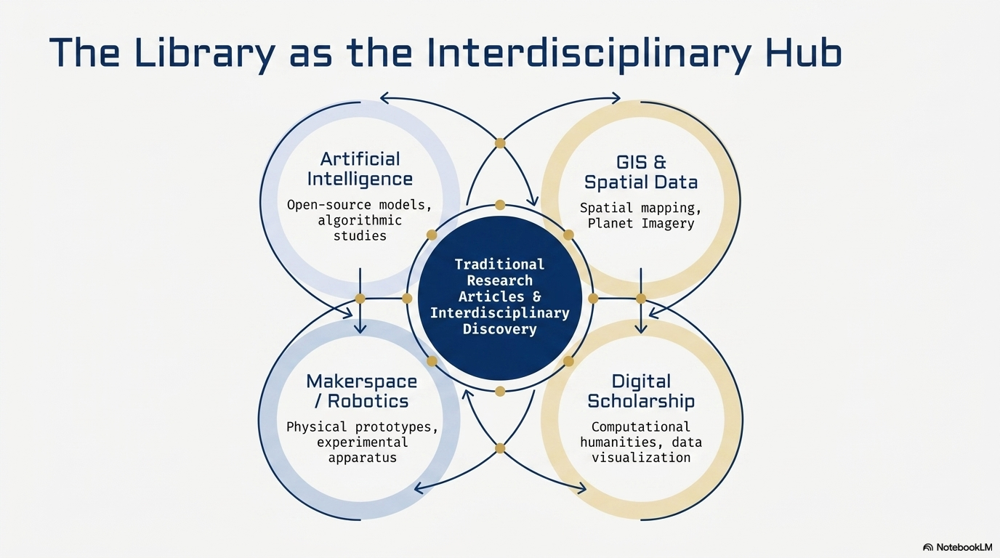 The Library as the Interdisciplinary Hub
Artificial
Intelligence
Open-source models,
algorithmic
studies
GIS &
Spatial Data
Spatial mapping,
Planet Imagery
Traditional
Research
Articles &
Interdisciplinary
Discovery
Makerspace
/ Robotics
Physical prototypes,
experimental
apparatus
Digital
Scholarship
Computational
humanities, data
visualization
NotebookLM